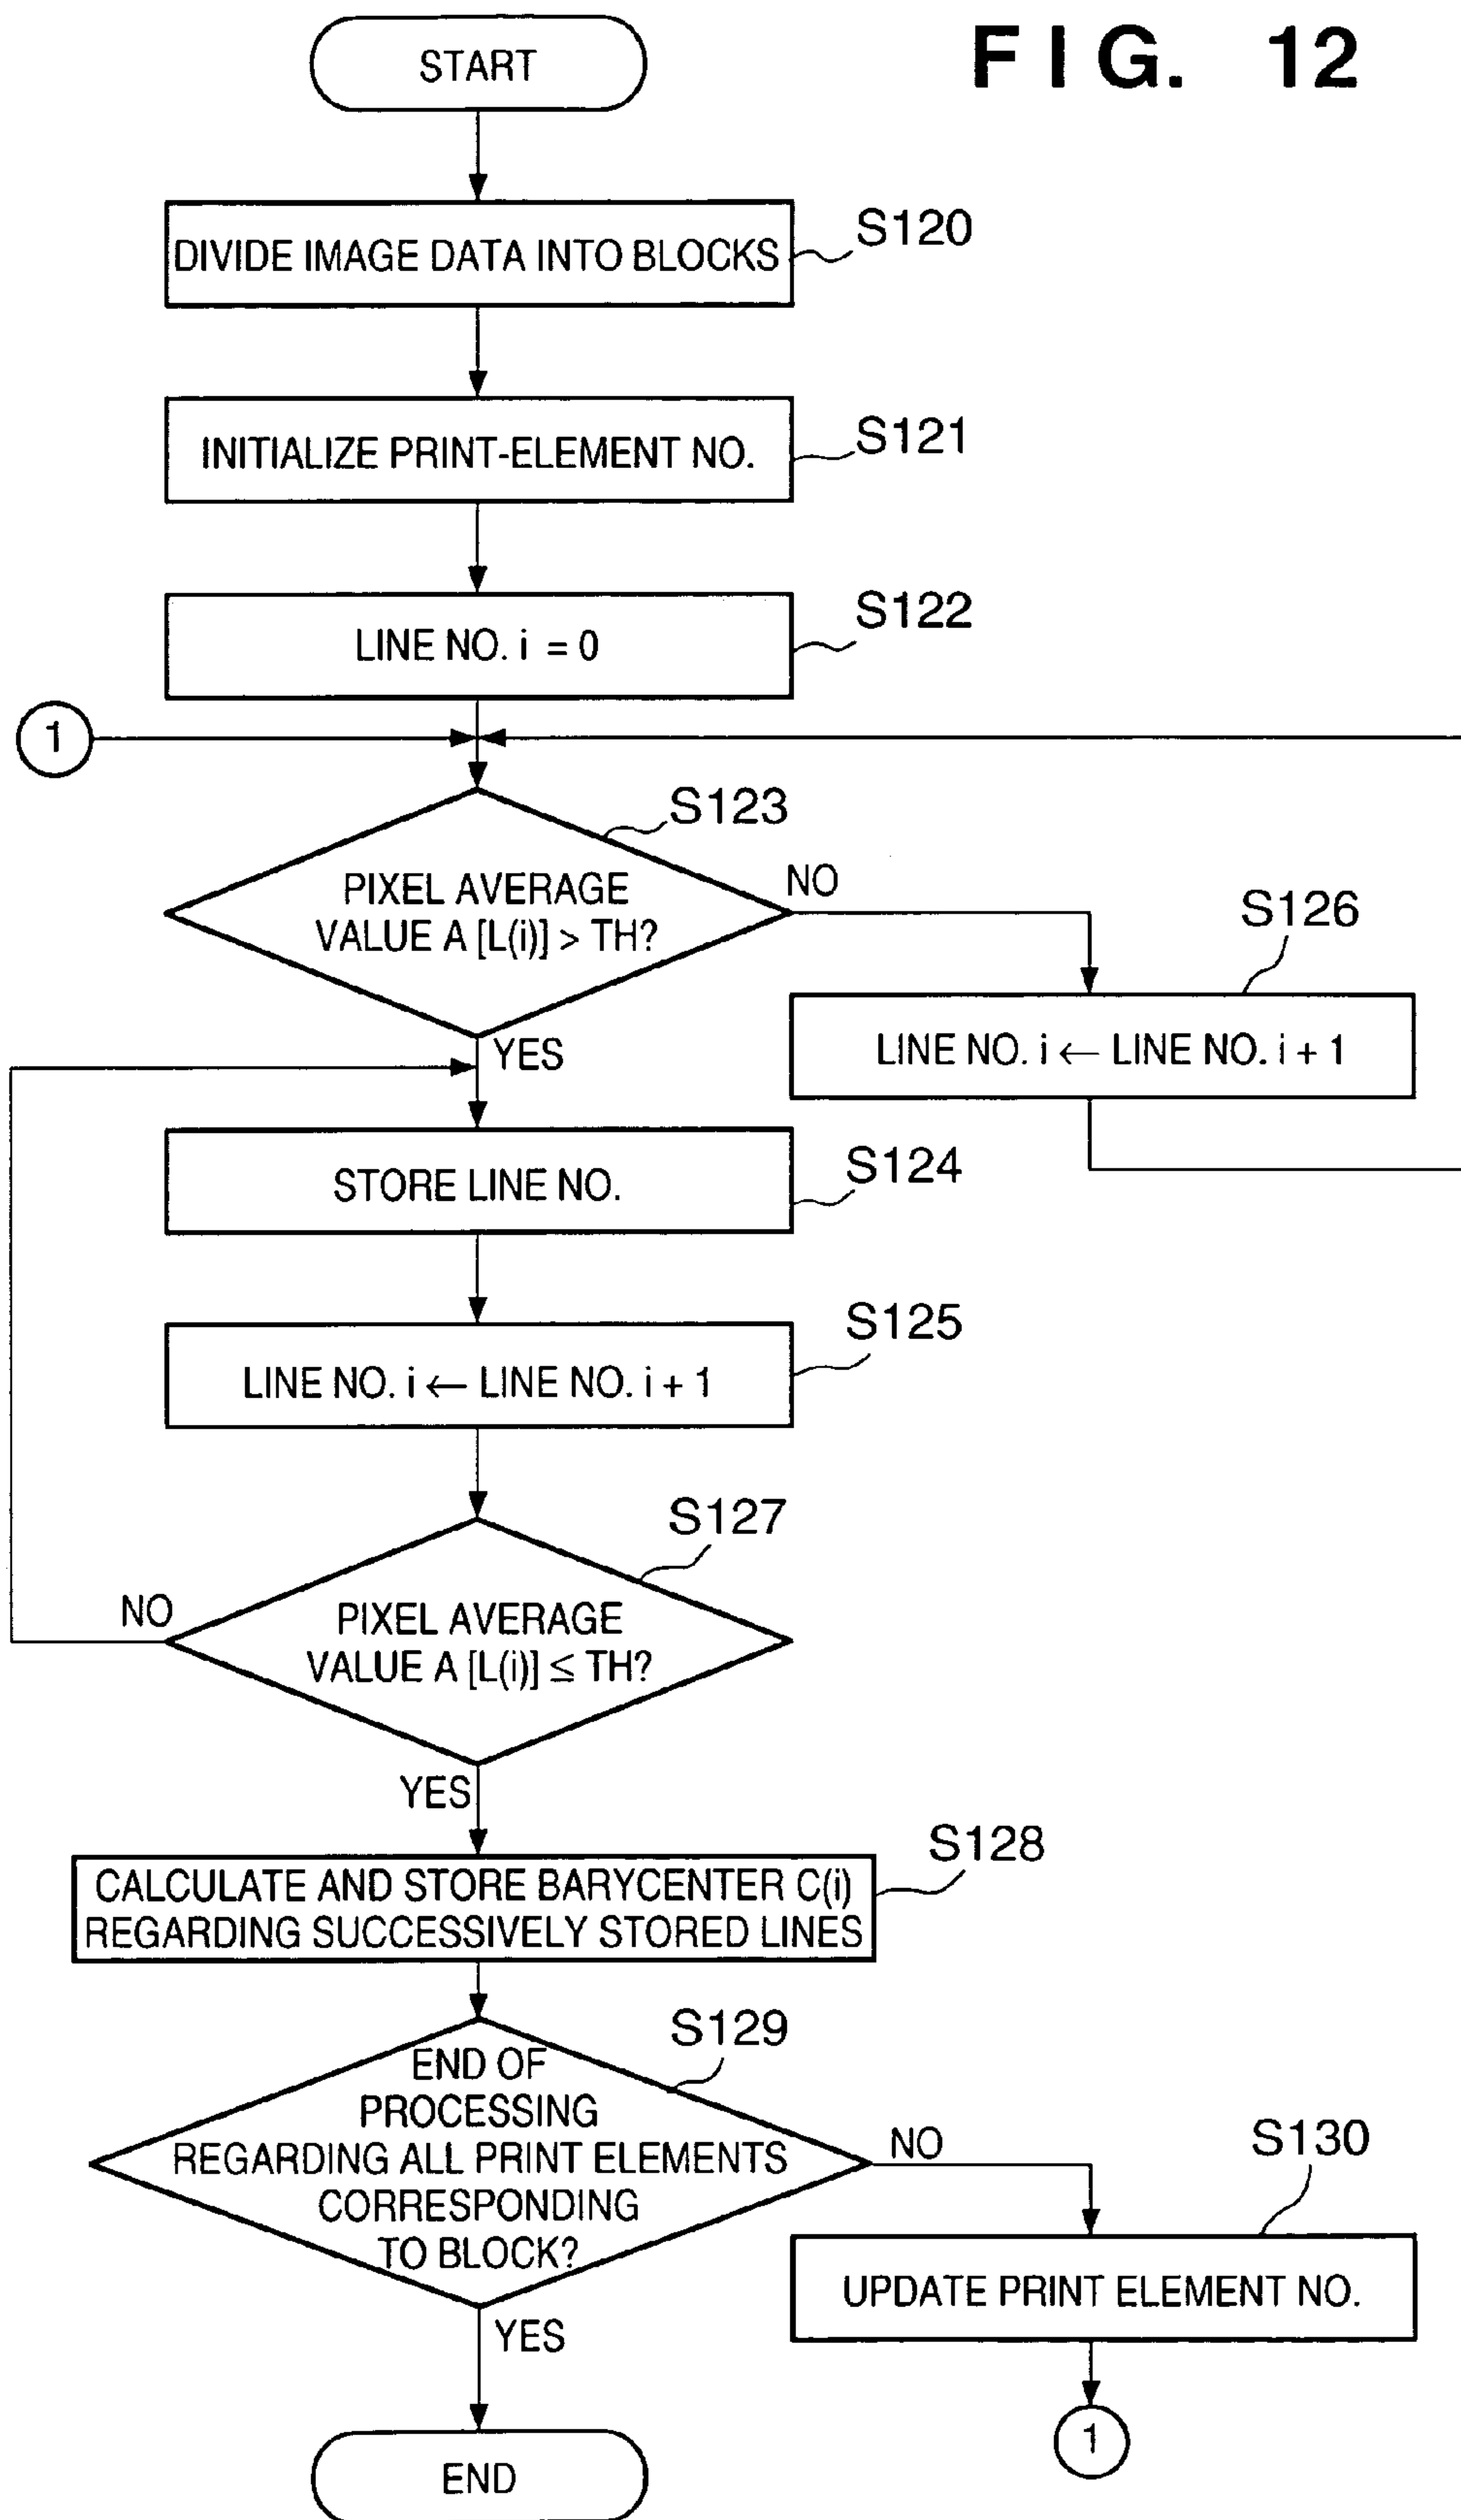 FIG. 12
START
DIVIDE IMAGE DATA INTO BLOCKS
S120
INITIALIZE PRINT-ELEMENT NO.
S121
LINE NO. i = 0
S122
1
S123
PIXEL AVERAGE
VALUE A [L(i)] > TH?
NO
YES
S126
LINE NO. i ← LINE NO. i + 1
STORE LINE NO.
S124
LINE NO. i ← LINE NO. i + 1
S125
S127
PIXEL AVERAGE
VALUE A [L(i)] ≤ TH?
NO
YES
CALCULATE AND STORE BARYCENTER C(i)
REGARDING SUCCESSIVELY STORED LINES
S128
S129
END OF
PROCESSING
REGARDING ALL PRINT ELEMENTS
CORRESPONDING
TO BLOCK?
NO
YES
S130
UPDATE PRINT ELEMENT NO.
1
END